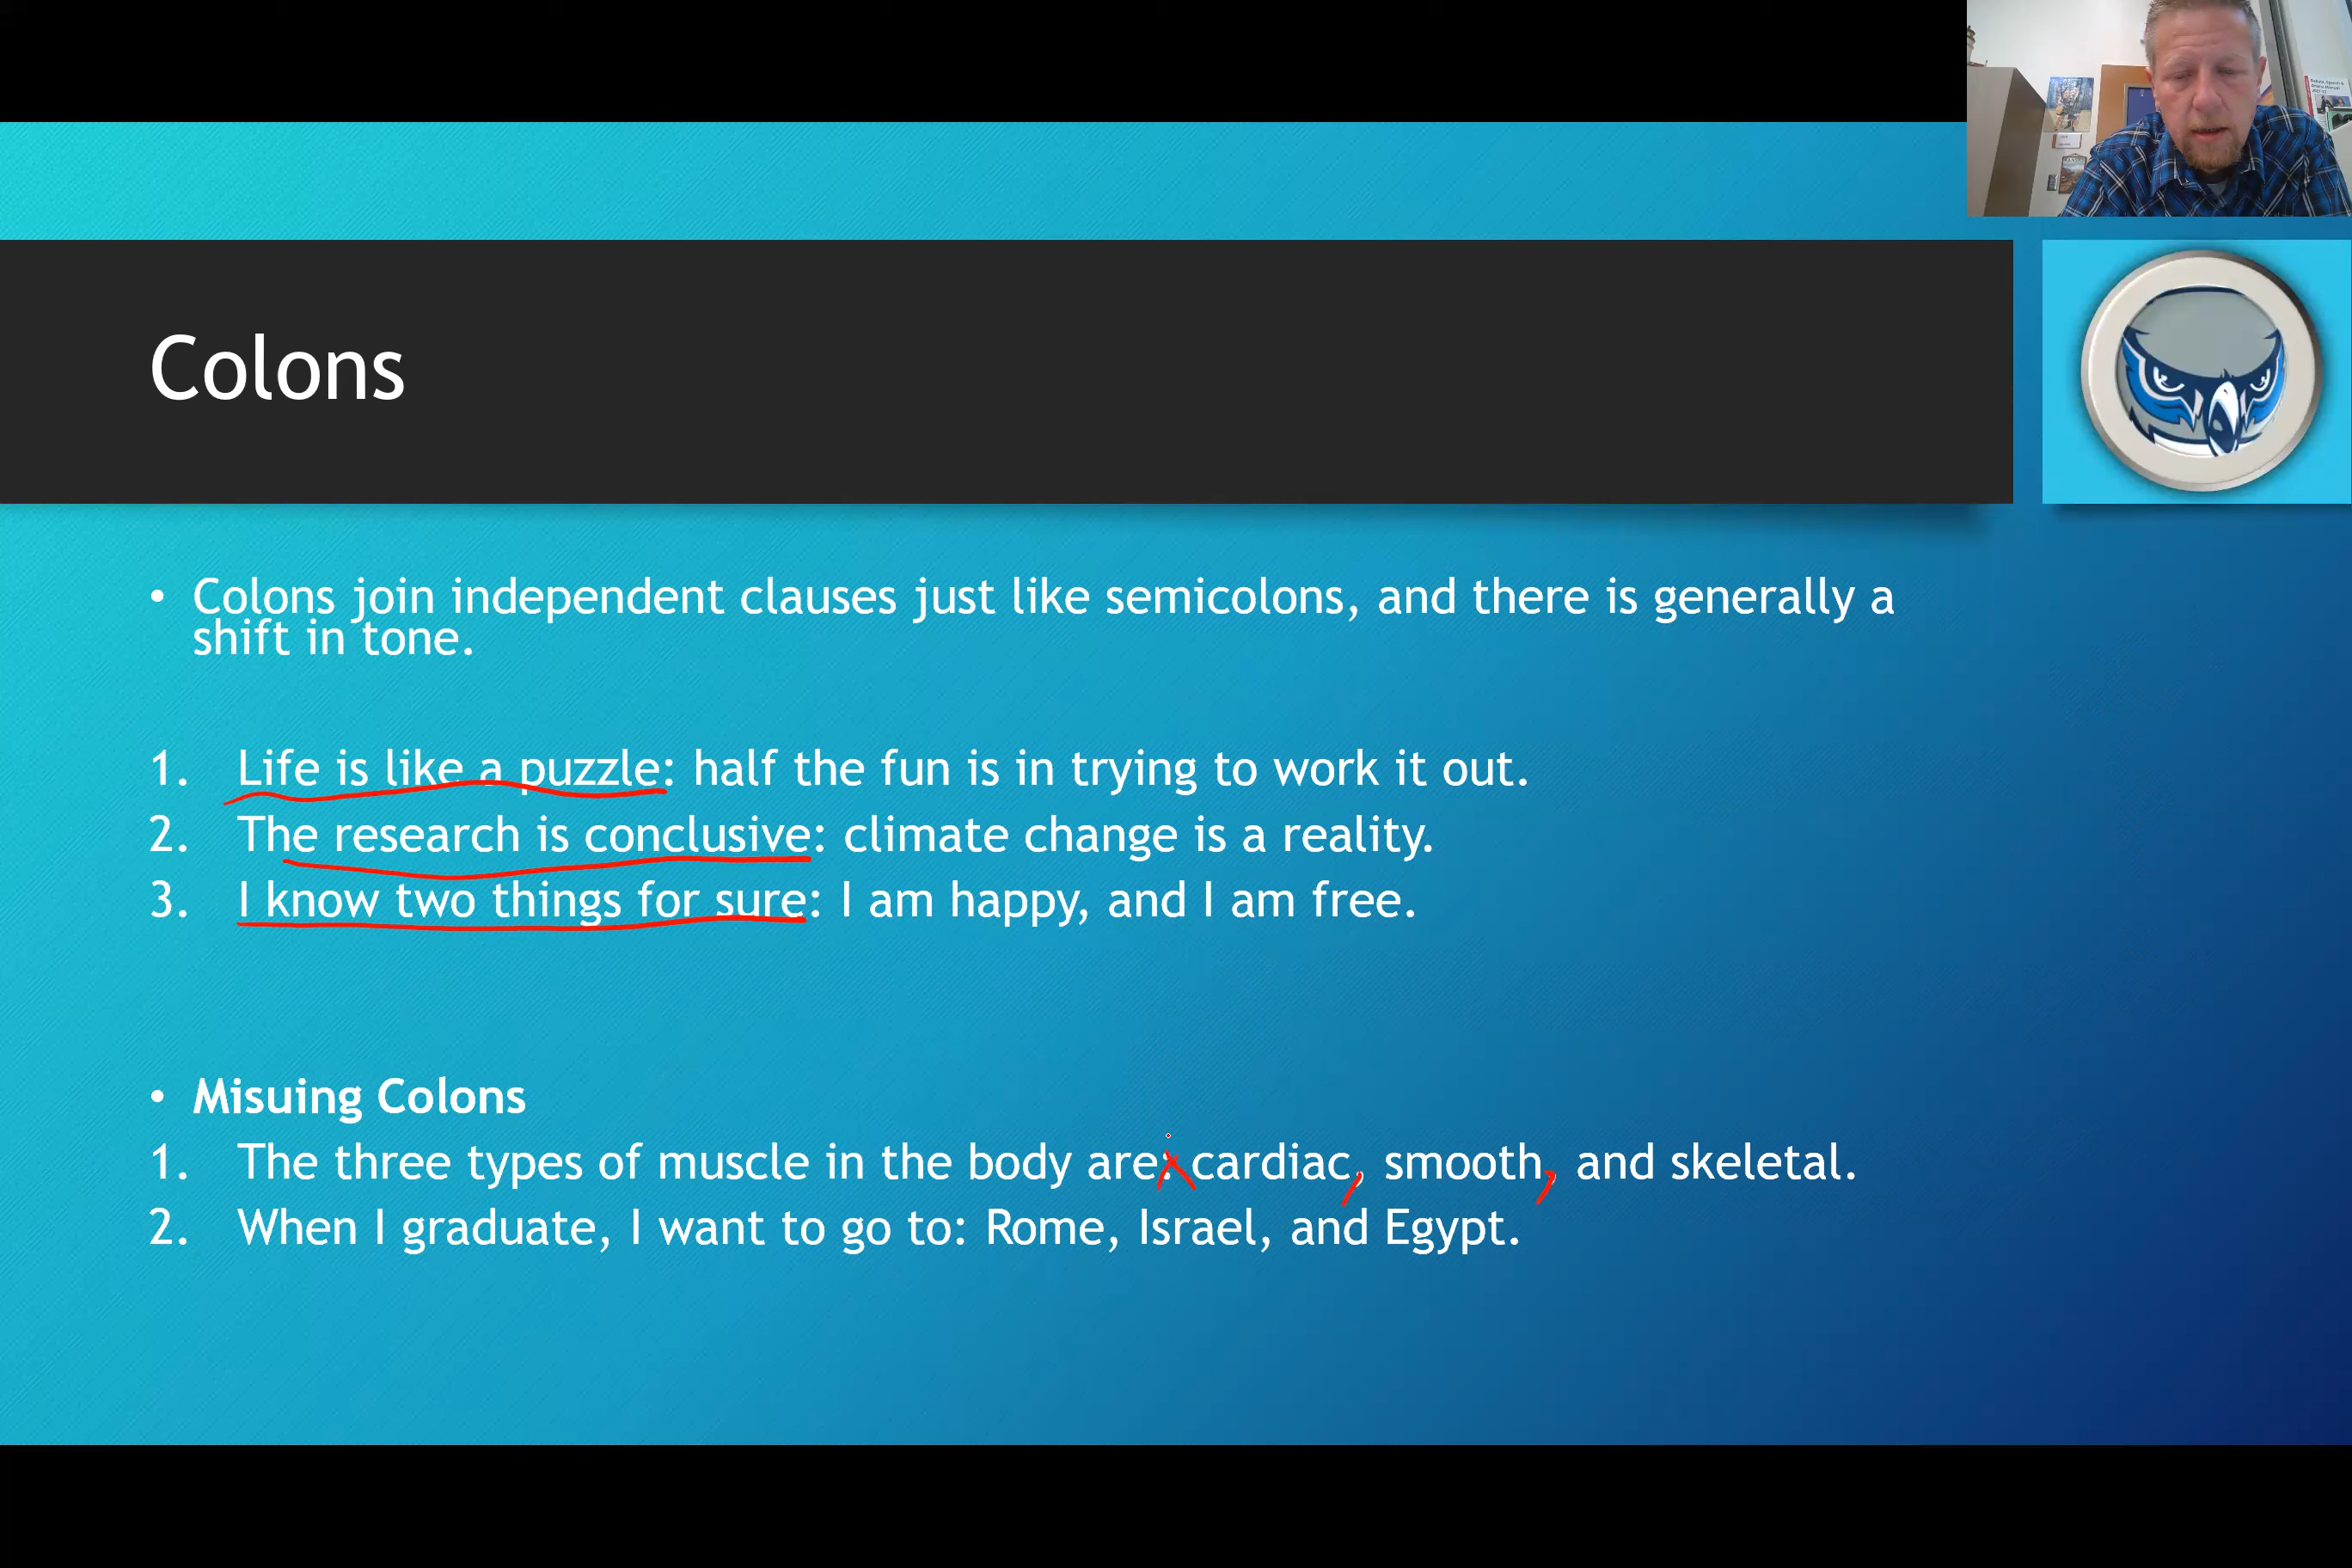 Colons
• Colons join independent clauses just like semicolons, and there is generally a
shift in tone.
1. Life is like a puzzle: half the fun is in trying to work it out.
2. The research is conclusive: climate change is a reality.
3. I know two things for sure: I am happy, and I am free.
• Misuing Colons
1. The three types of muscle in the body are: cardiac, smooth, and skeletal.
2. When I graduate, I want to go to: Rome, Israel, and Egypt.